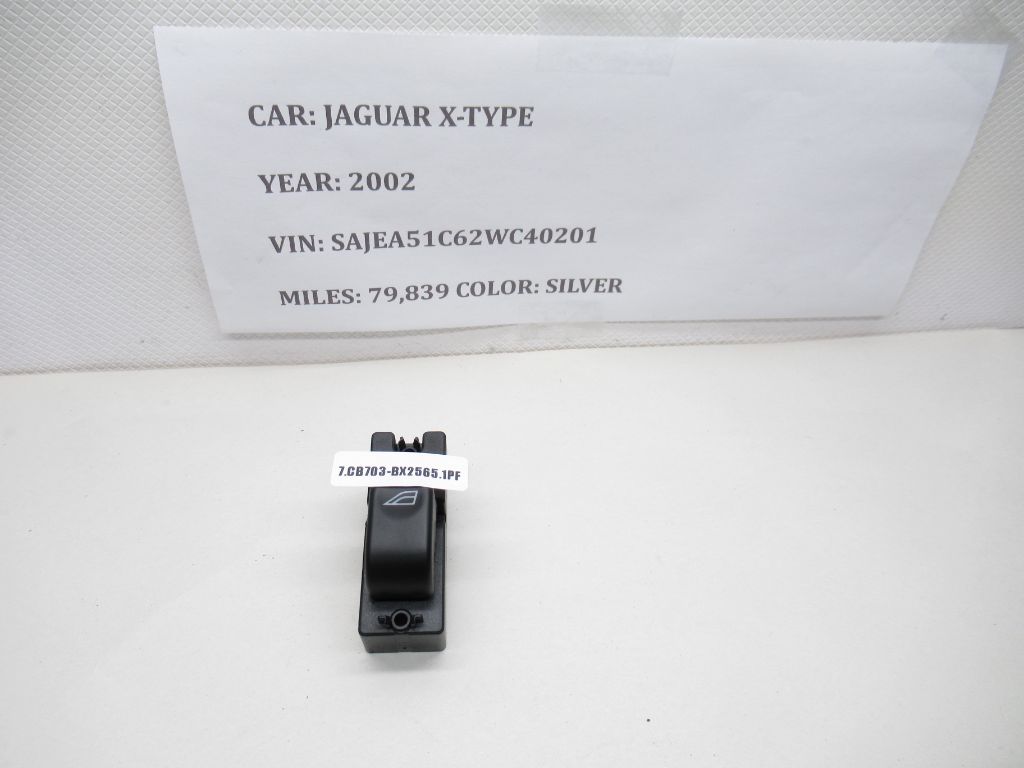 CAR: JAGUAR X-TYPE
YEAR: 2002
VIN: SAJEA51C62WC40201
MILES: 79,839 COLOR: SILVER
7.CB703-BX2565.1PF